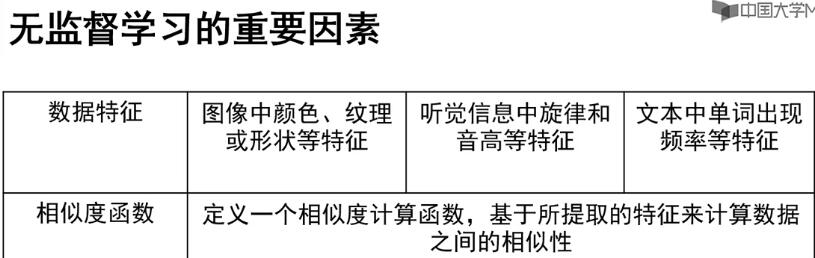 无监督学习的重要因素
中国大学M
数据特征
图像中颜色、纹理
或形状等特征
听觉信息中旋律和
音高等特征
文本中单词出现
频率等特征
相似度函数
定义一个相似度计算函数，基于所提取的特征来计算数据
之间的相似性